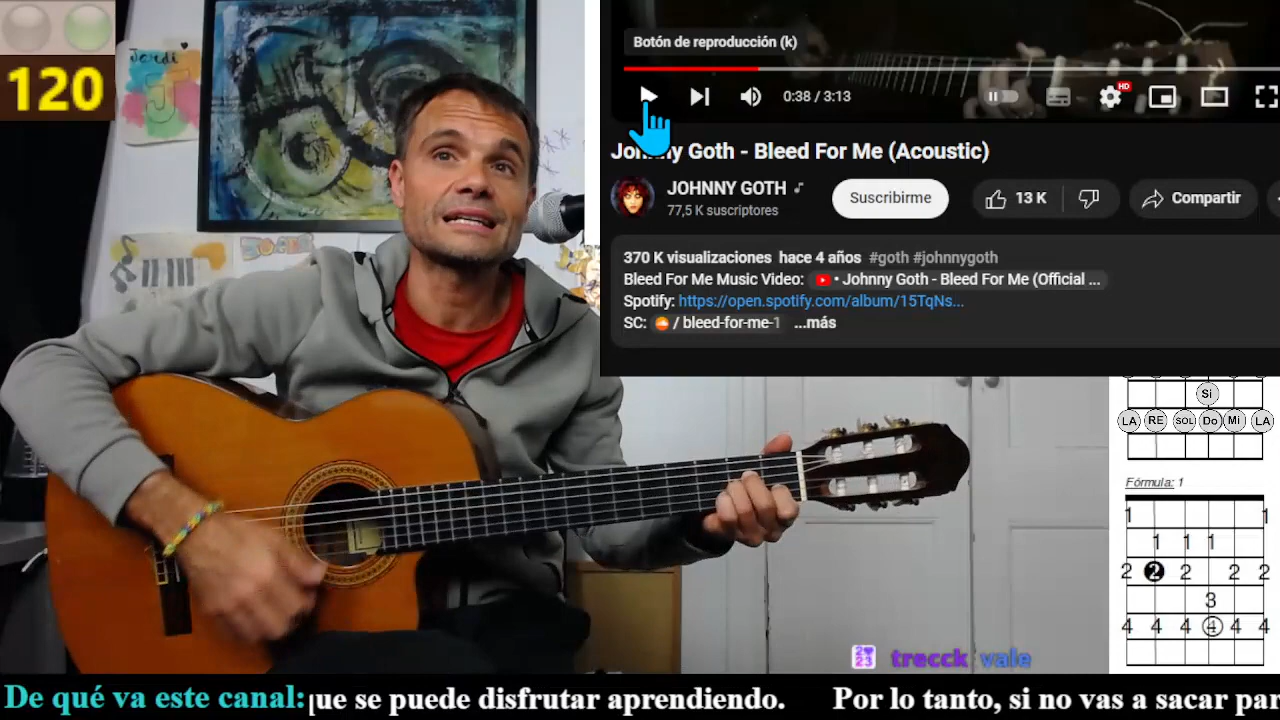 120
Jordi
Botón de reproducción (k)
0:38 / 3:13
HD
Johnny Goth - Bleed For Me (Acoustic)
JOHNNY GOTH
77,5 K suscriptores
Suscribirme
13 K
Compartir
370 K visualizaciones hace 4 años #goth #johnnygoth
Bleed For Me Music Video: • Johnny Goth - Bleed For Me (Official ...
Spotify: https://open.spotify.com/album/15TqNs...
SC: / bleed-for-me-1 ...más
Si
LA RE SOL Do Mi LA
Fórmula: 1
1 1
1 1 1
2 2 2 2 2
3
4 4 4 4 4 4
trecck vale
De qué va este canal: que se puede disfrutar aprendiendo. Por lo tanto, si no vas a sacar par